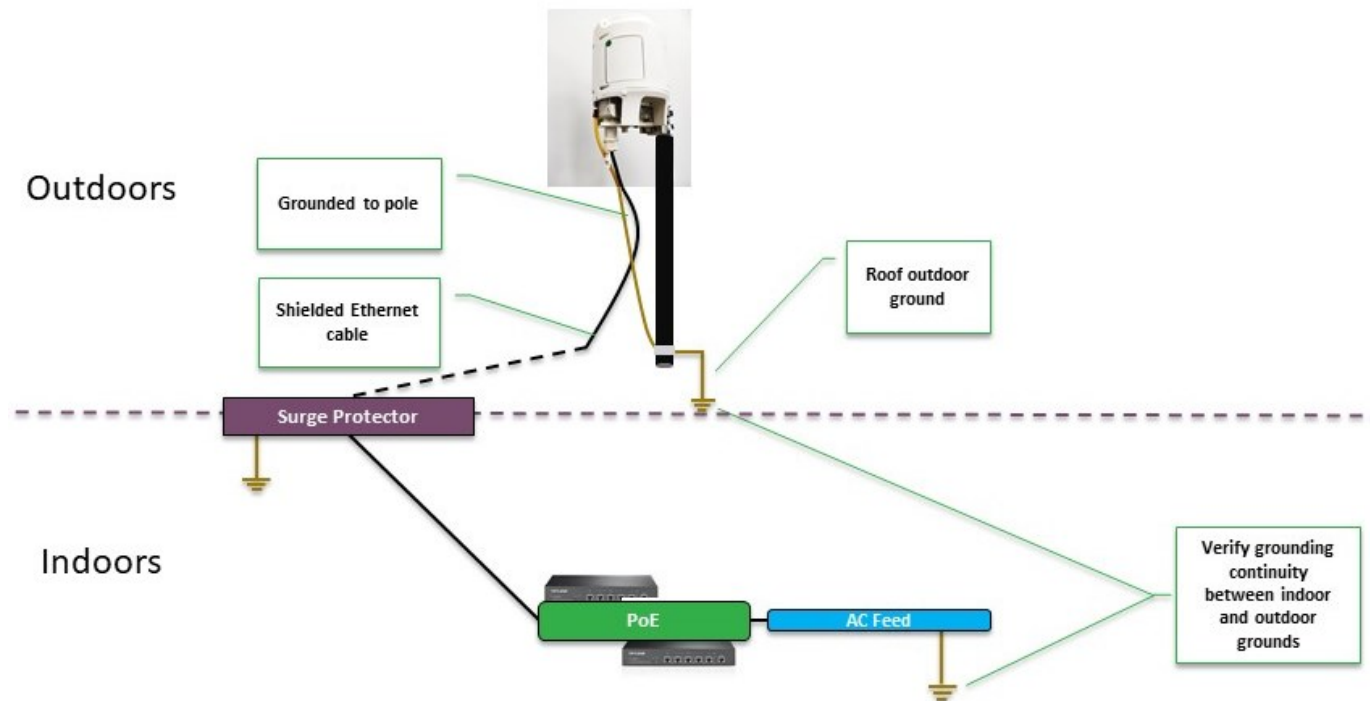 Outdoors
Grounded to pole
Shielded Ethernet
cable
Roof outdoor
ground
Surge Protector
Indoors
PoE
AC Feed
Verify grounding
continuity
between indoor
and outdoor
grounds